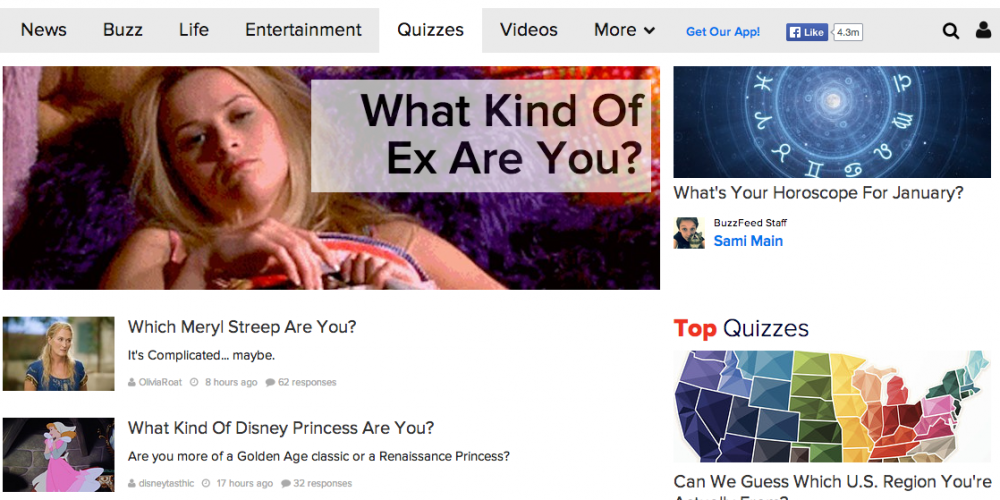 News Buzz Life Entertainment Quizzes Videos More Get Our App! Like 4.3m
What Kind Of
Ex Are You?
What's Your Horoscope For January?
BuzzFeed Staff
Sami Main
Which Meryl Streep Are You?
It's Complicated... maybe.
OliviaRoat 8 hours ago 62 responses
What Kind Of Disney Princess Are You?
Are you more of a Golden Age classic or a Renaissance Princess?
disneytasthic 17 hours ago 32 responses
Top Quizzes
Can We Guess Which U.S. Region You're
Actually From?